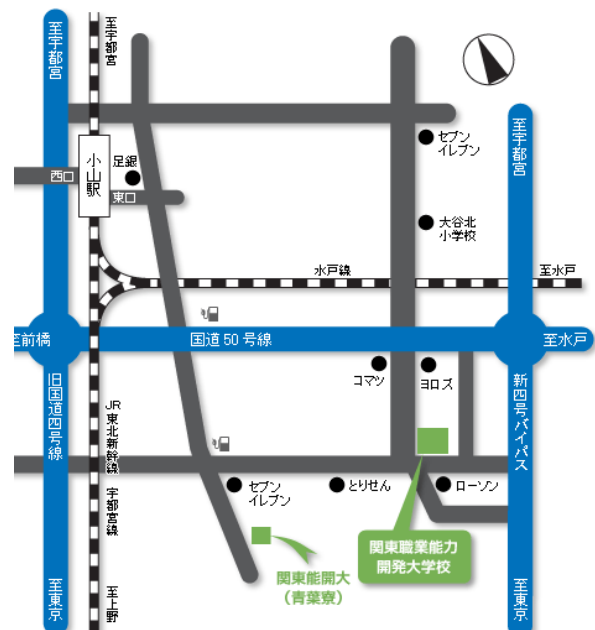 至宇都宮
至宇都宮
小山駅
西口
足銀
東口
セブン
イレブン
至宇都宮
大谷北
小学校
水戸線
至水戸
至前橋
国道50号線
至水戸
コマツ
ヨロズ
旧国道四号線
JR東北新幹線
宇都宮線
新四号バイパス
セブン
イレブン
とりせん
ローソン
関東職業能力
開発大学校
関東能開大
（青葉寮）
至東京
至上野
至東京